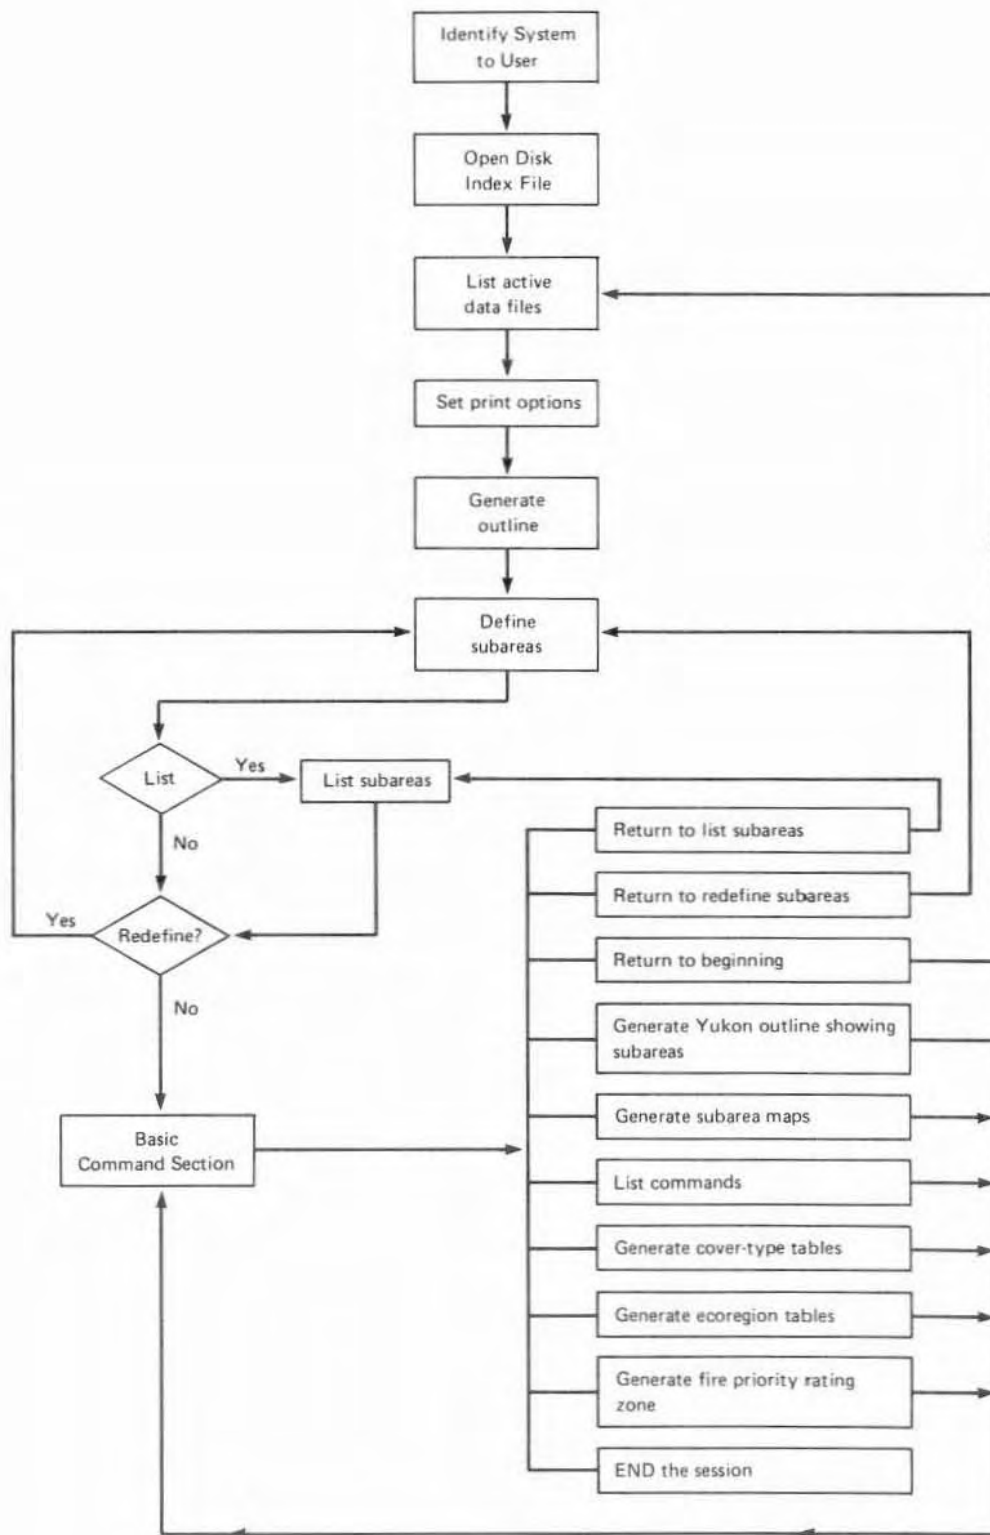 Identify System
to User
Open Disk
Index File
List active
data files
Set print options
Generate
outline
Define
subareas
List
Yes
List subareas
No
Return to list subareas
Return to redefine subareas
Yes
Redefine?
Return to beginning
No
Generate Yukon outline showing
subareas
Generate subarea maps
Basic
Command Section
List commands
Generate cover-type tables
Generate ecoregion tables
Generate fire priority rating
zone
END the session